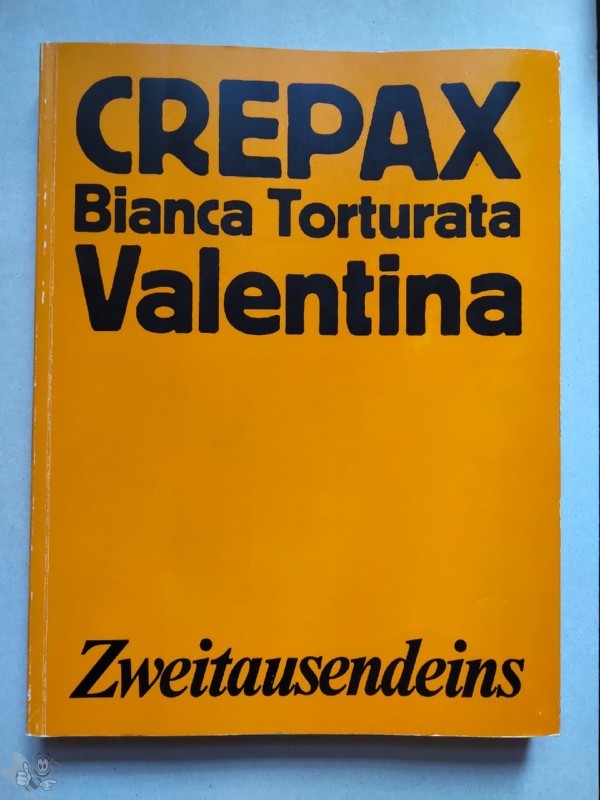 CREPAX
Bianca Torturata
Valentina
Zweitausendeins